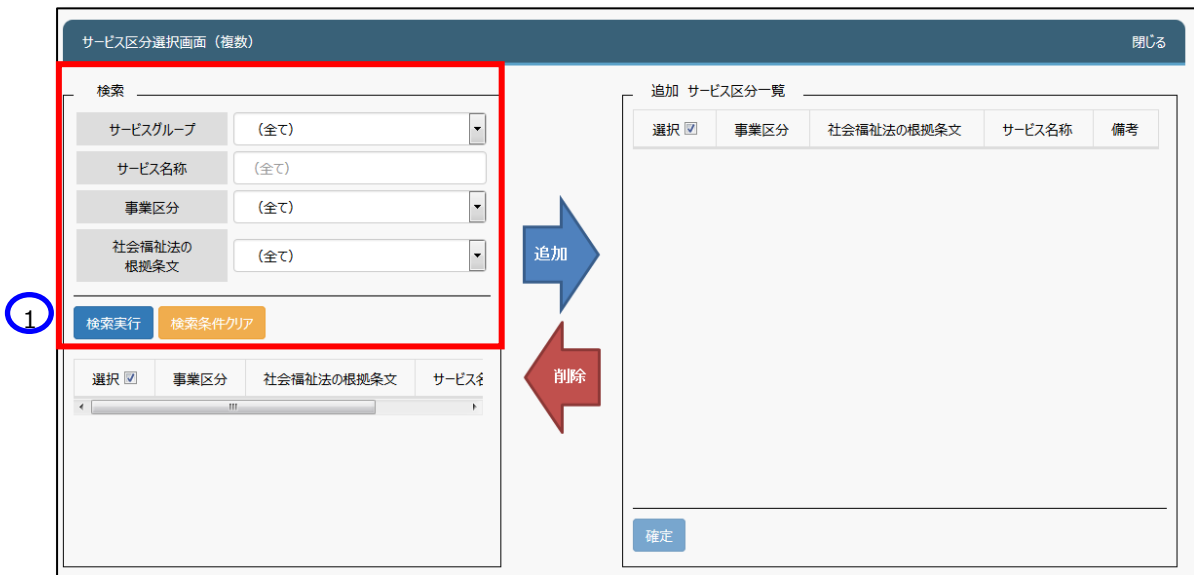 サービス区分選択画面（複数）
閉じる
検索
サービスグループ
（全て）
サービス名称
（全て）
事業区分
（全て）
社会福祉法の
根拠条文
（全て）
1
検索実行
検索条件クリア
選択
事業区分
社会福祉法の根拠条文
サービス名
追加
削除
追加 サービス区分一覧
選択
事業区分
社会福祉法の根拠条文
サービス名称
備考
確定